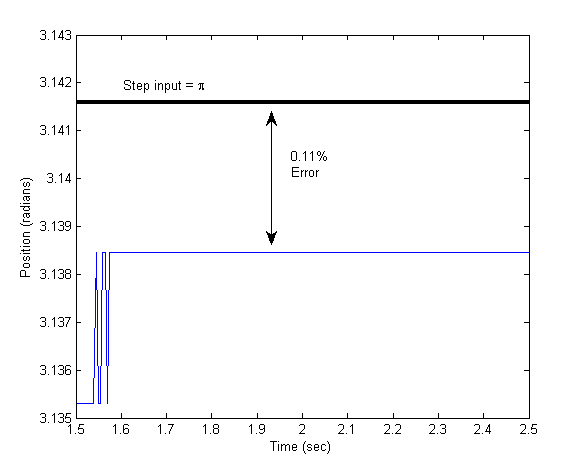 3.143
3.142
Step input = π
3.141
0.11%
Error
3.14
3.139
3.138
3.137
3.136
3.135
Position (radians)
1.5 1.6 1.7 1.8 1.9 2 2.1 2.2 2.3 2.4 2.5
Time (sec)